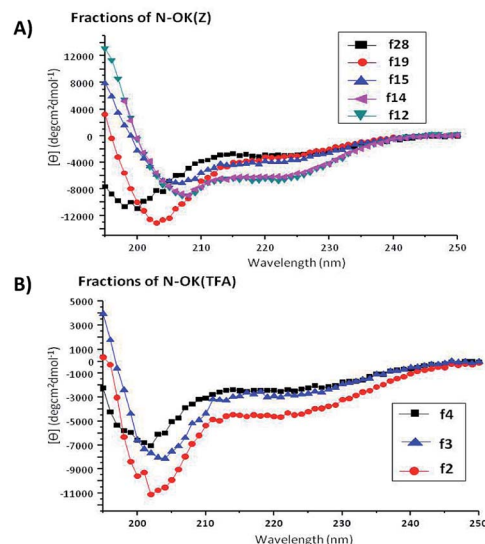 Fractions of N-OK(Z)
A)
f28
f19
f15
f14
f12
12000
8000
4000
0
-4000
-8000
-12000
[Θ] (degcm²dmol⁻¹)
200 210 220 230 240 250
Wavelength (nm)
Fractions of N-OK(TFA)
B)
5000
3000
1000
-1000
-3000
-5000
-7000
-9000
-11000
[Θ] (degcm²dmol⁻¹)
f4
f3
f2
200 210 220 230 240 250
Wavelength (nm)